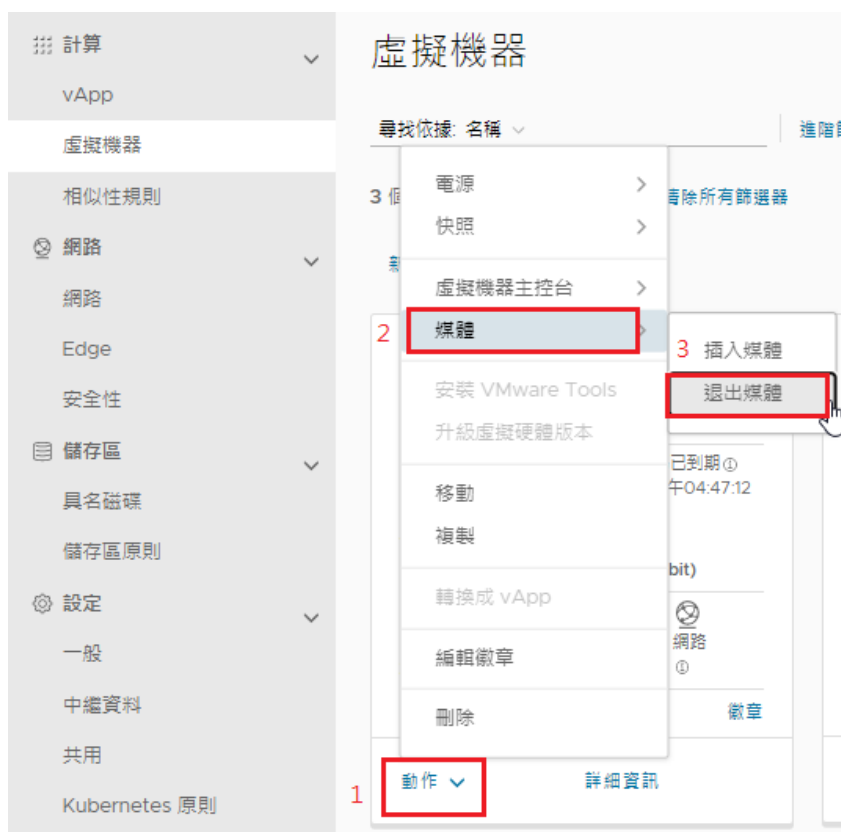 計算
vApp
虛擬機器
相似性規則
網路
網路
Edge
安全性
儲存區
具名磁碟
儲存區原則
設定
一般
中繼資料
共用
Kubernetes 原則
虛擬機器
尋找依據: 名稱
3
清除所有篩選器
電源
快照
虛擬機器主控台
2 媒體
3 插入媒體
退出媒體
安裝 VMware Tools
升級虛擬硬體版本
已到期
午04:47:12
移動
複製
bit)
轉換成 vApp
網路
編輯徽章
徽章
刪除
1 動作
詳細資訊